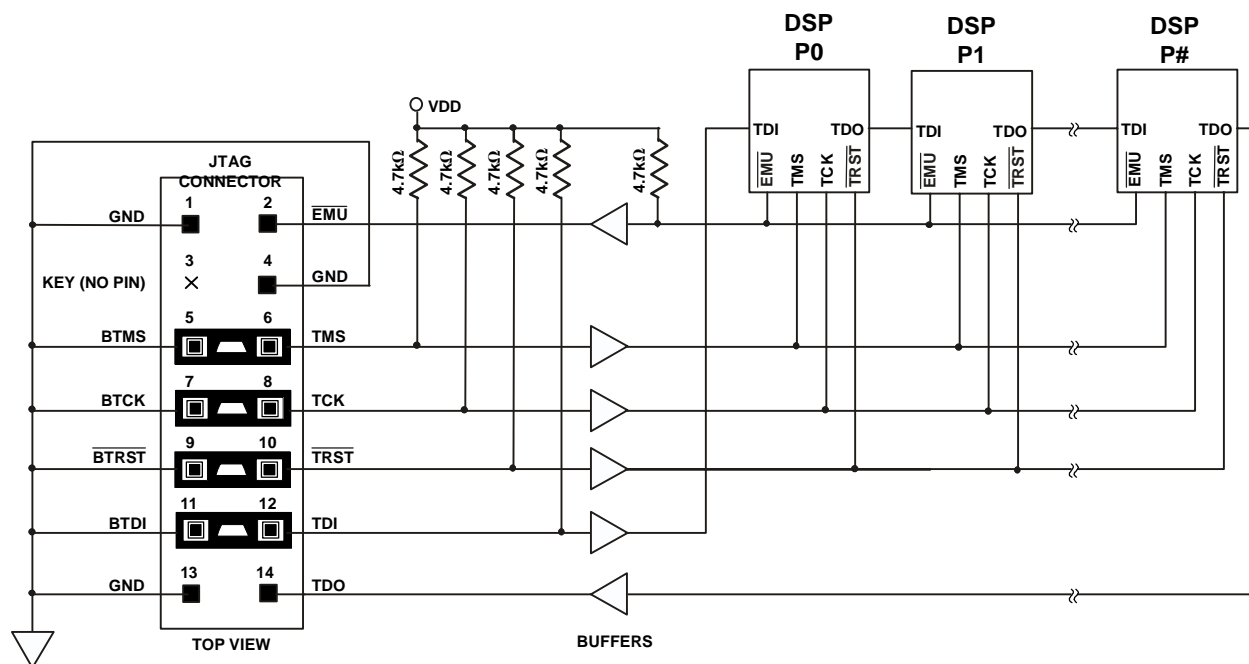 DSP
P0
DSP
P1
DSP
P#
VDD
TDI
TDO
TDI
TDO
TDI
TDO
EMU
TMS
TCK
TRST
EMU
TMS
TCK
TRST
EMU
TMS
TCK
TRST
4.7kΩ
4.7kΩ
4.7kΩ
4.7kΩ
4.7kΩ
JTAG
CONNECTOR
GND
1
2
EMU
KEY (NO PIN)
3
4
GND
BTMS
5
6
TMS
BTCK
7
8
TCK
BTRST
9
10
TRST
BTDI
11
12
TDI
GND
13
14
TDO
TOP VIEW
BUFFERS